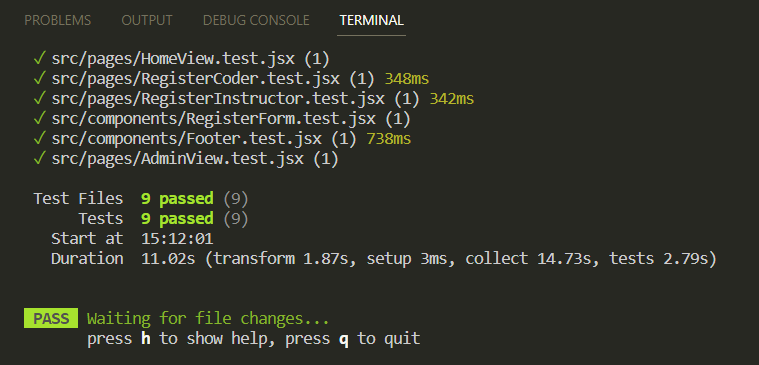 PROBLEMS OUTPUT DEBUG CONSOLE TERMINAL
✓ src/pages/HomeView.test.jsx (1)
✓ src/pages/RegisterCoder.test.jsx (1) 348ms
✓ src/pages/RegisterInstructor.test.jsx (1) 342ms
✓ src/components/RegisterForm.test.jsx (1)
✓ src/components/Footer.test.jsx (1) 738ms
✓ src/pages/AdminView.test.jsx (1)
Test Files 9 passed (9)
Tests 9 passed (9)
Start at 15:12:01
Duration 11.02s (transform 1.87s, setup 3ms, collect 14.73s, tests 2.79s)
PASS Waiting for file changes...
press h to show help, press q to quit